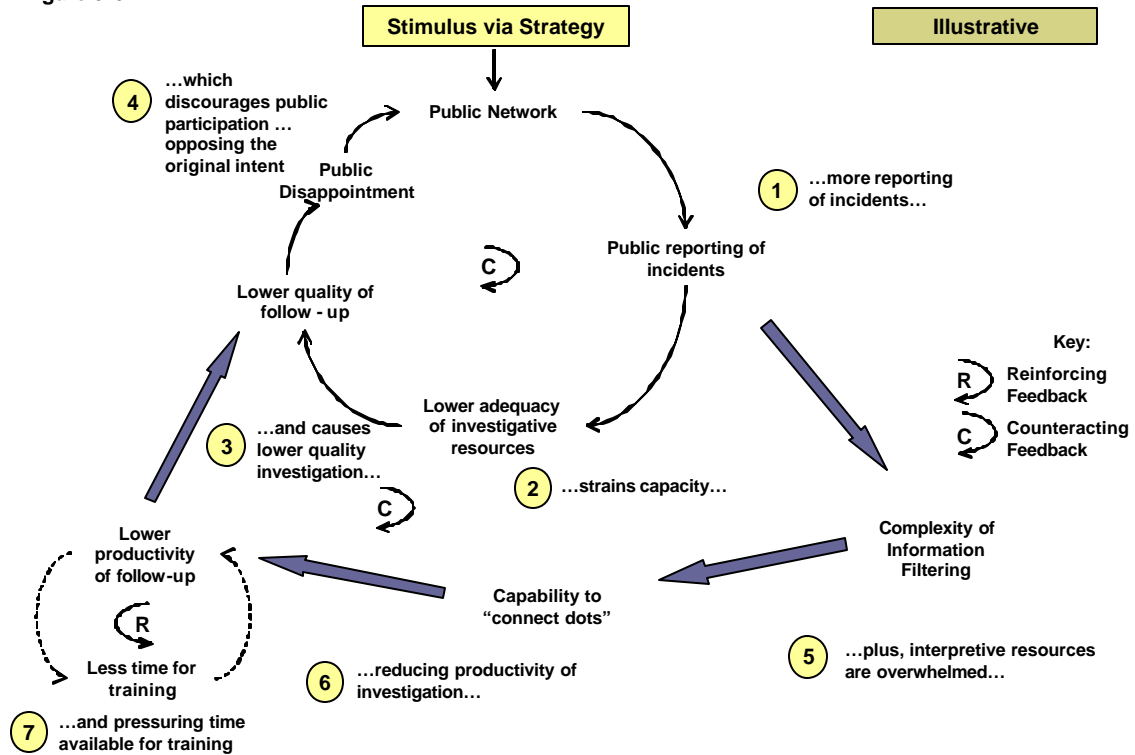 Stimulus via Strategy
Illustrative
4
…which
discourages public
participation …
opposing the
original intent
Public Network
Public
Disappointment
1
…more reporting
of incidents…
Public reporting of
incidents
C
Lower quality of
follow - up
Key:
R
Reinforcing
Feedback
C
Counteracting
Feedback
Lower adequacy
of investigative
resources
3
…and causes
lower quality
investigation…
2
…strains capacity…
C
Complexity of
Information
Filtering
Lower
productivity
of follow-up
Capability to
“connect dots”
R
Less time for
training
6
…reducing productivity of
investigation…
5
…plus, interpretive resources
are overwhelmed…
7
…and pressuring time
available for training